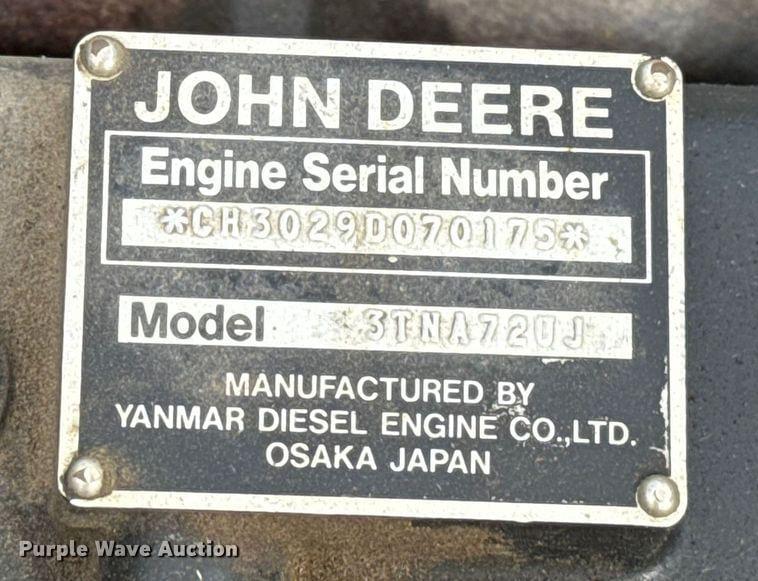 JOHN DEERE
Engine Serial Number
*CH3029D070175*
Model 3TNA72UJ
MANUFACTURED BY
YANMAR DIESEL ENGINE CO.,LTD.
OSAKA JAPAN
Purple Wave Auction